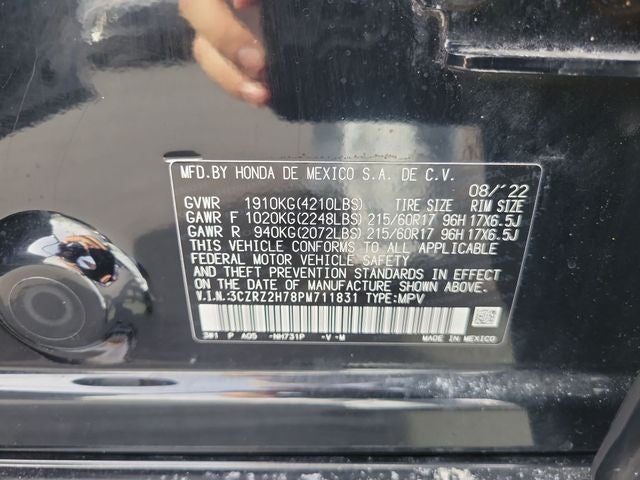 MFD.BY HONDA DE MEXICO S.A. DE C.V.
08/'22
GVWR 1910KG(4210LBS) TIRE SIZE RIM SIZE
GAWR F 1020KG(2248LBS) 215/60R17 96H 17X6.5J
GAWR R 940KG(2072LBS) 215/60R17 96H 17X6.5J
THIS VEHICLE CONFORMS TO ALL APPLICABLE
FEDERAL MOTOR VEHICLE SAFETY
STANDARDS IN EFFECT
ON THE DATE OF MANUFACTURE SHOWN ABOVE.
V.I.N.:3CZRZ2H78PM711831 TYPE:MPV
3W1 P A05 -NH731P -V -M MADE IN MEXICO